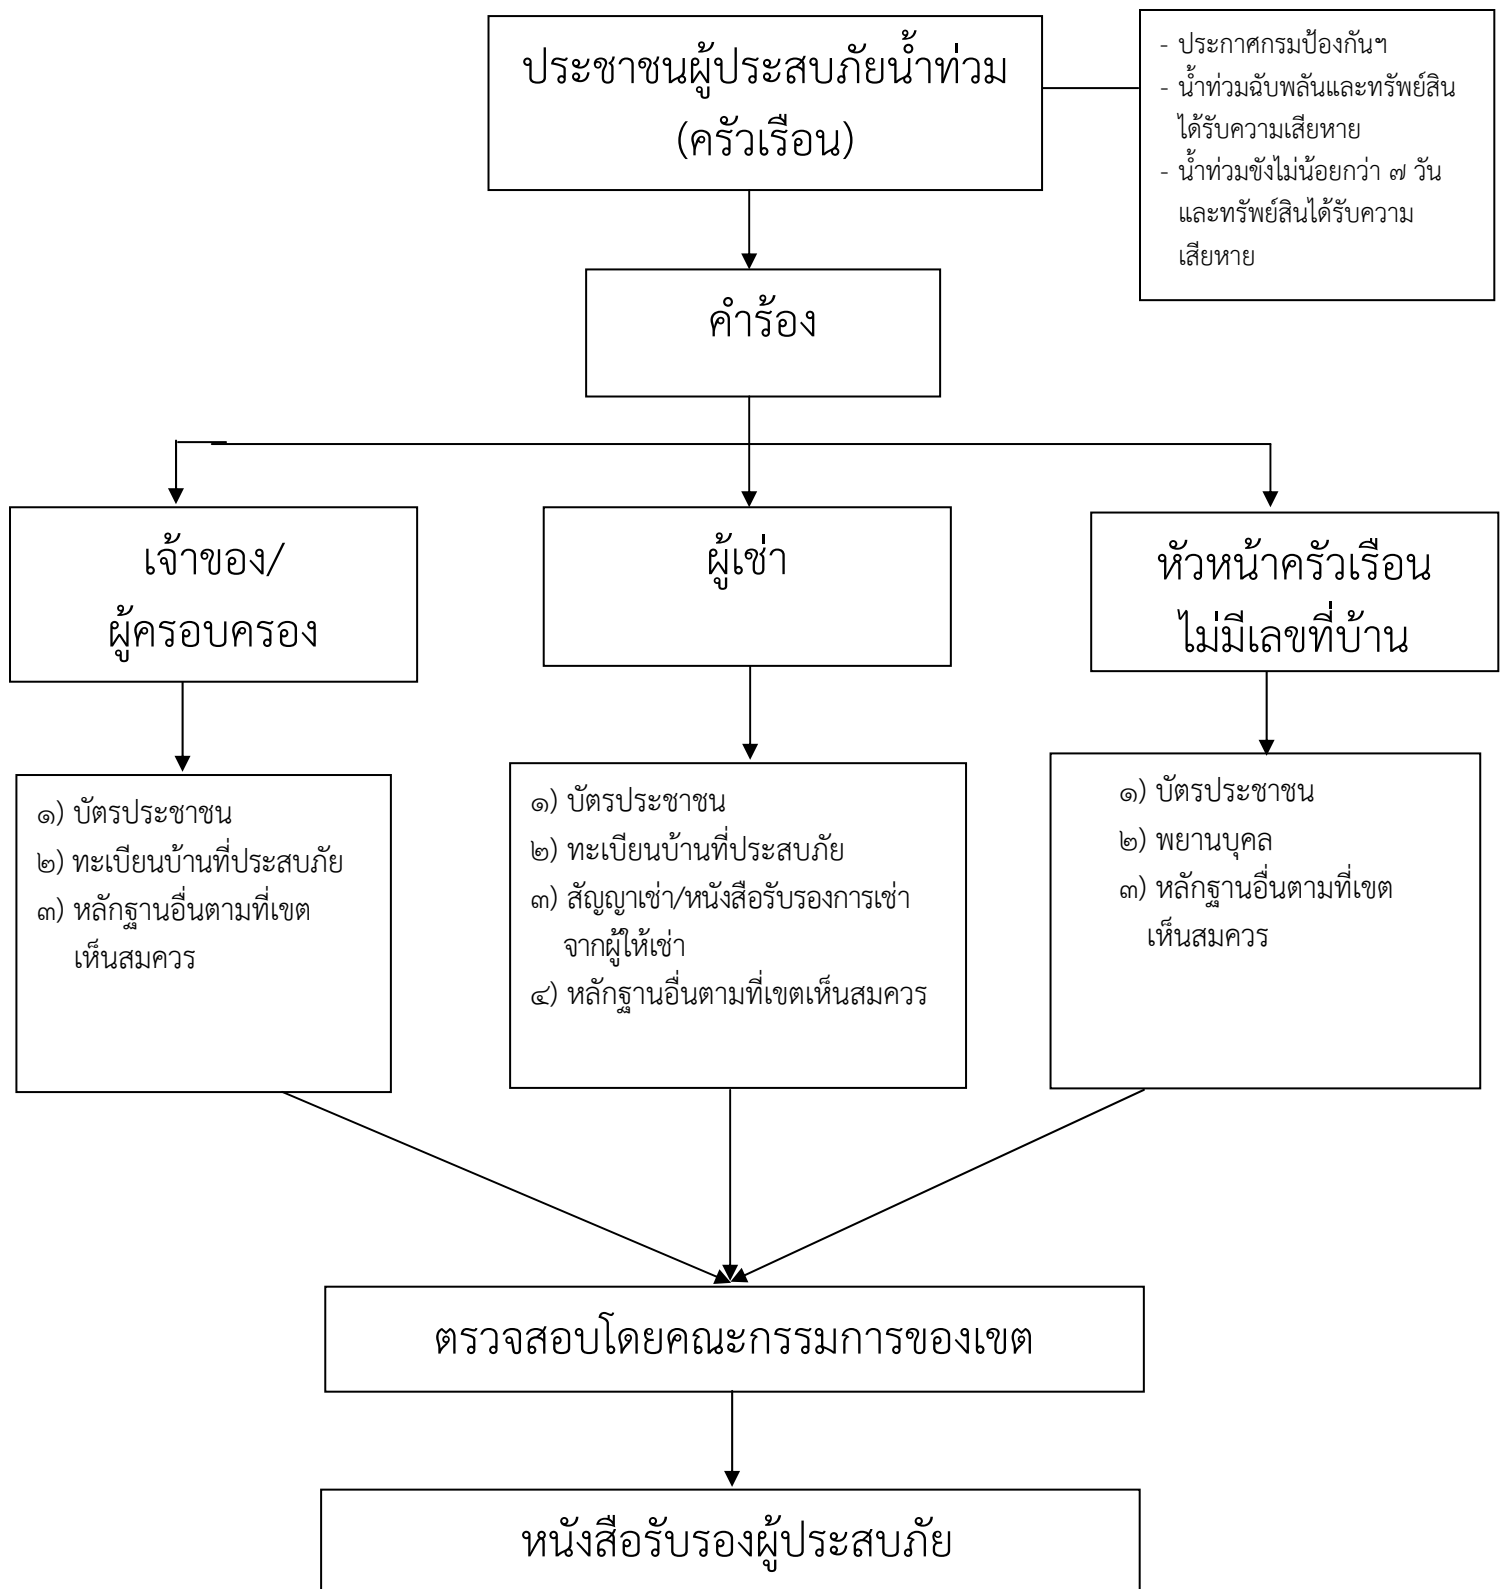 ประชาชนผู้ประสบภัยน้ำท่วม
(ครัวเรือน)
- ประกาศกรมป้องกันฯ
- น้ำท่วมฉับพลันและทรัพย์สิน
ได้รับความเสียหาย
- น้ำท่วมขังไม่น้อยกว่า ๗ วัน
และทรัพย์สินได้รับความ
เสียหาย
คำร้อง
เจ้าของ/
ผู้ครอบครอง
ผู้เช่า
หัวหน้าครัวเรือน
ไม่มีเลขที่บ้าน
๑) บัตรประชาชน
๒) ทะเบียนบ้านที่ประสบภัย
๓) หลักฐานอื่นตามที่เขต
เห็นสมควร
๑) บัตรประชาชน
๒) ทะเบียนบ้านที่ประสบภัย
๓) สัญญาเช่า/หนังสือรับรองการเช่า
จากผู้ให้เช่า
๔) หลักฐานอื่นตามที่เขตเห็นสมควร
๑) บัตรประชาชน
๒) พยานบุคคล
๓) หลักฐานอื่นตามที่เขต
เห็นสมควร
ตรวจสอบโดยคณะกรรมการของเขต
หนังสือรับรองผู้ประสบภัย